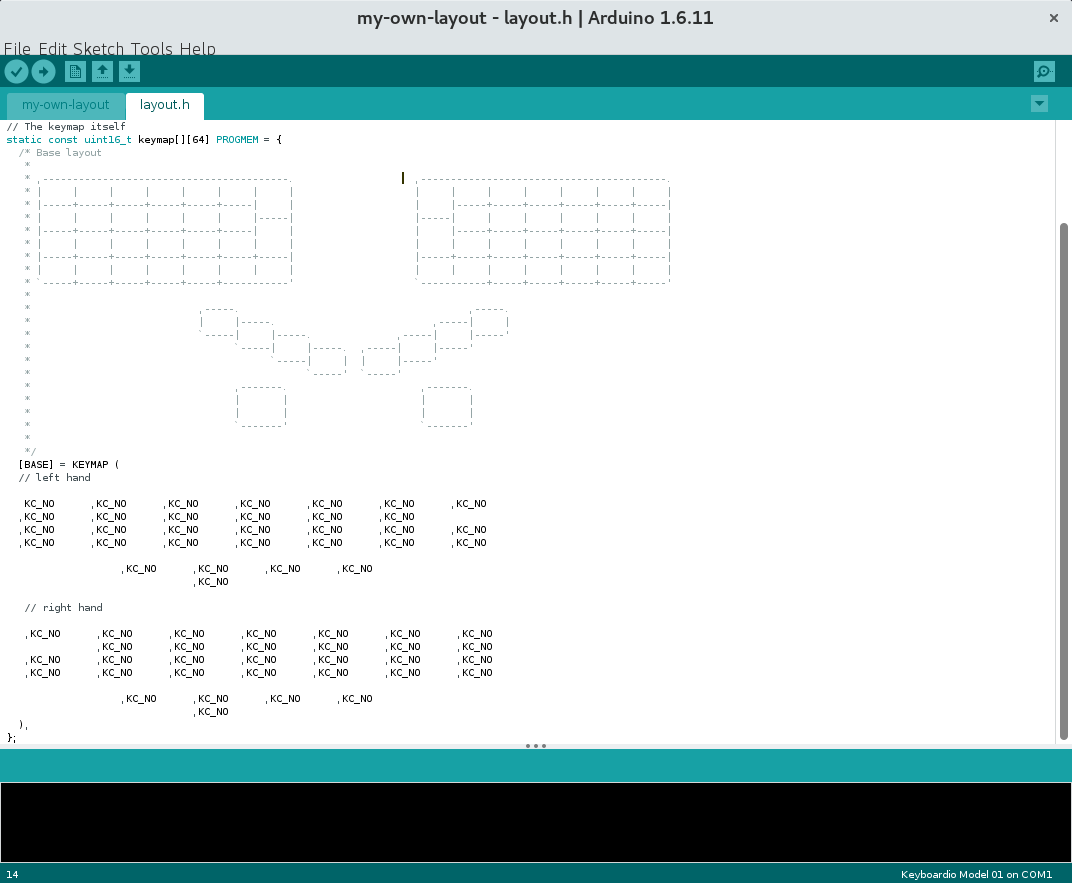 my-own-layout - layout.h | Arduino 1.6.11
File Edit Sketch Tools Help
my-own-layout layout.h
// The keymap itself
static const uint16_t keymap[][64] PROGMEM = {
/* Base layout
*
* ,-----------------------------------------. ,-----------------------------------------.
* | | | | | | | | | | | | | | | |
* |-----+-----+-----+-----+-----+-----| | | |-----+-----+-----+-----+-----+-----|
* | | | | | | |-----| |-----| | | | | | |
* |-----+-----+-----+-----+-----+-----| | | |-----+-----+-----+-----+-----+-----|
* | | | | | | | | | | | | | | | |
* |-----+-----+-----+-----+-----+-----+-----| |-----+-----+-----+-----+-----+-----+-----|
* | | | | | | | | | | | | | | | |
* `-----+-----+-----+-----+-----+-----------' `-----------+-----+-----+-----+-----+-----'
*
* ,-----. ,-----.
* | |-----. ,-----| |
* `-----| |-----. ,-----| |-----'
* `-----| |-----. ,-----| |-----'
* `-----| | | |-----'
* `-----' `-----'
* ,-------. ,-------.
* | | | |
* | | | |
* `-------' `-------'
*
*/
[BASE] = KEYMAP (
// left hand
KC_NO ,KC_NO ,KC_NO ,KC_NO ,KC_NO ,KC_NO ,KC_NO
,KC_NO ,KC_NO ,KC_NO ,KC_NO ,KC_NO ,KC_NO
,KC_NO ,KC_NO ,KC_NO ,KC_NO ,KC_NO ,KC_NO ,KC_NO
,KC_NO ,KC_NO ,KC_NO ,KC_NO ,KC_NO ,KC_NO ,KC_NO
,KC_NO ,KC_NO ,KC_NO ,KC_NO
,KC_NO
// right hand
,KC_NO ,KC_NO ,KC_NO ,KC_NO ,KC_NO ,KC_NO ,KC_NO
,KC_NO ,KC_NO ,KC_NO ,KC_NO ,KC_NO ,KC_NO
,KC_NO ,KC_NO ,KC_NO ,KC_NO ,KC_NO ,KC_NO ,KC_NO
,KC_NO ,KC_NO ,KC_NO ,KC_NO ,KC_NO ,KC_NO ,KC_NO
,KC_NO ,KC_NO ,KC_NO ,KC_NO
,KC_NO
),
};
14 Keyboardio Model 01 on COM1